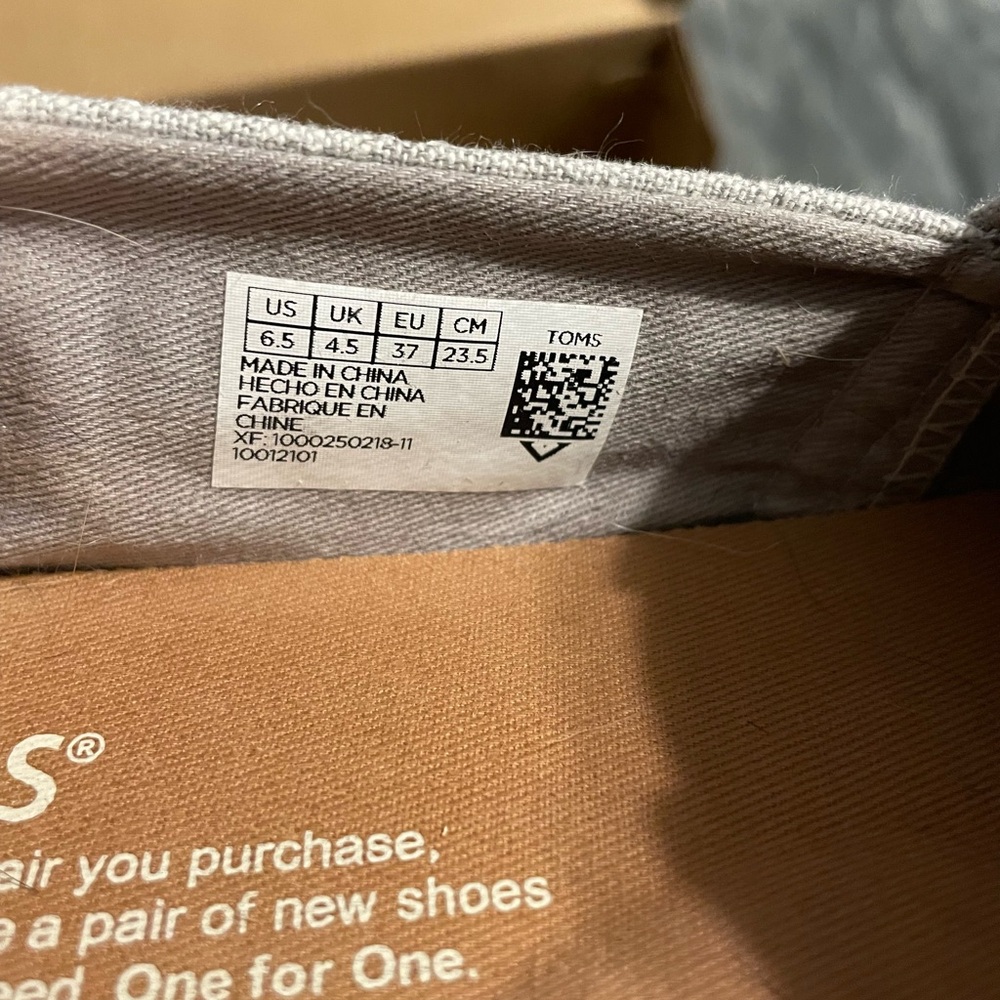 US UK EU CM
6.5 4.5 37 23.5
TOMS
MADE IN CHINA
HECHO EN CHINA
FABRIQUE EN
CHINE
XF: 1000250218-11
10012101
S®
air you purchase,
e a pair of new shoes
eed. One for One.